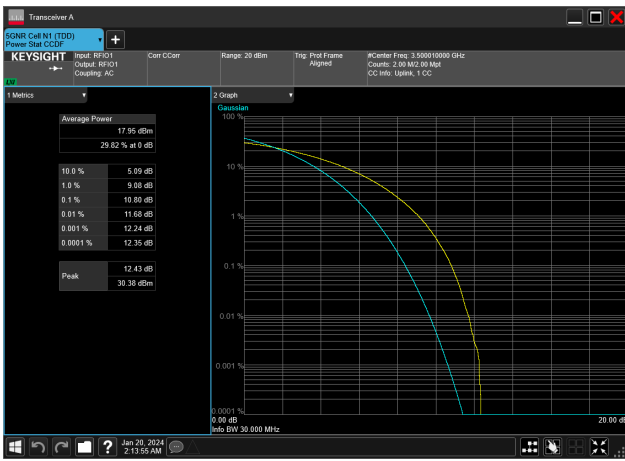 Transceiver A
5GNR Cell N1 (TDD)
Power Stat CCDF
KEYSIGHT
Input: RFIO1
Output: RFIO1
Coupling: AC
Corr CCorr
Range: 20 dBm
Trig: Prot Frame
Aligned
#Center Freq: 3.500010000 GHz
Counts: 2.00 M/2.00 Mpt
CC Info: Uplink, 1 CC
1 Metrics
Average Power
17.95 dBm
29.82 % at 0 dB
10.0 % 5.09 dB
1.0 % 9.08 dB
0.1 % 10.80 dB
0.01 % 11.68 dB
0.001 % 12.24 dB
0.0001 % 12.35 dB
Peak 12.43 dB
30.38 dBm
2 Graph
Gaussian
100 %
10 %
1 %
0.1 %
0.01 %
0.001 %
0.0001 %
0.00 dB
20.00 dB
Info BW 30.000 MHz
Jan 20, 2024
2:13:55 AM